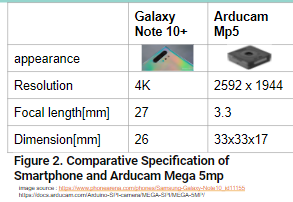 Galaxy Arducam
Note 10+ Mp5
appearance
Resolution 4K 2592 x 1944
Focal length[mm] 27 3.3
Dimension[mm] 26 33x33x17
Figure 2. Comparative Specification of
Smartphone and Arducam Mega 5mp
Image source : https://www.phonearena.com/phones/Samsung-Galaxy-Note10_id11155
https://docs.arducam.com/Arduino-SPI-camera/MEGA-SPI/MEGA-5MP/